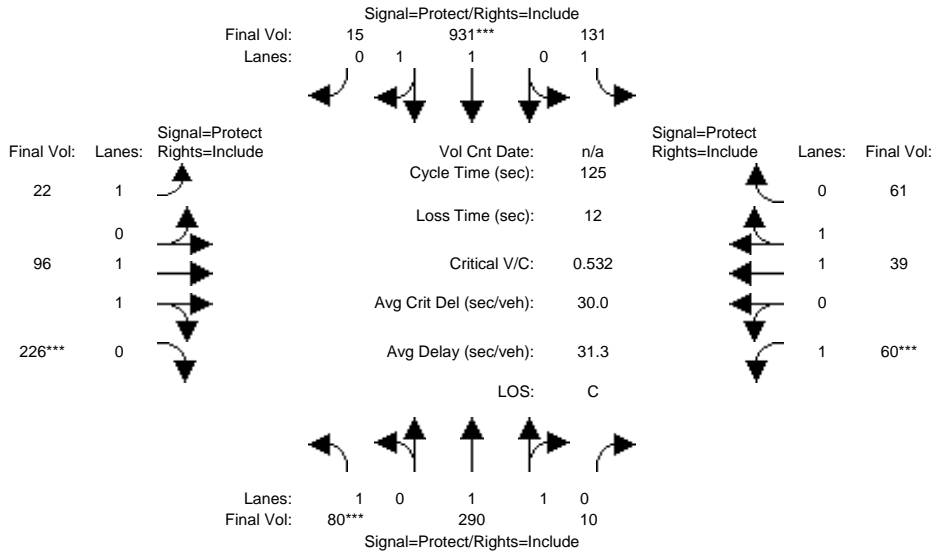 Signal=Protect/Rights=Include
Final Vol: 15 931*** 131
Lanes: 0 1 1 0 1
Signal=Protect Signal=Protect
Final Vol: Lanes: Rights=Include Vol Cnt Date: n/a Rights=Include Lanes: Final Vol:
Cycle Time (sec): 125
22 1 0 61
Loss Time (sec): 12
0 1
96 1 Critical V/C: 0.532 1 39
1 Avg Crit Del (sec/veh): 30.0 0
226*** 0 Avg Delay (sec/veh): 31.3 1 60***
LOS: C
Lanes: 1 0 1 1 0
Final Vol: 80*** 290 10
Signal=Protect/Rights=Include